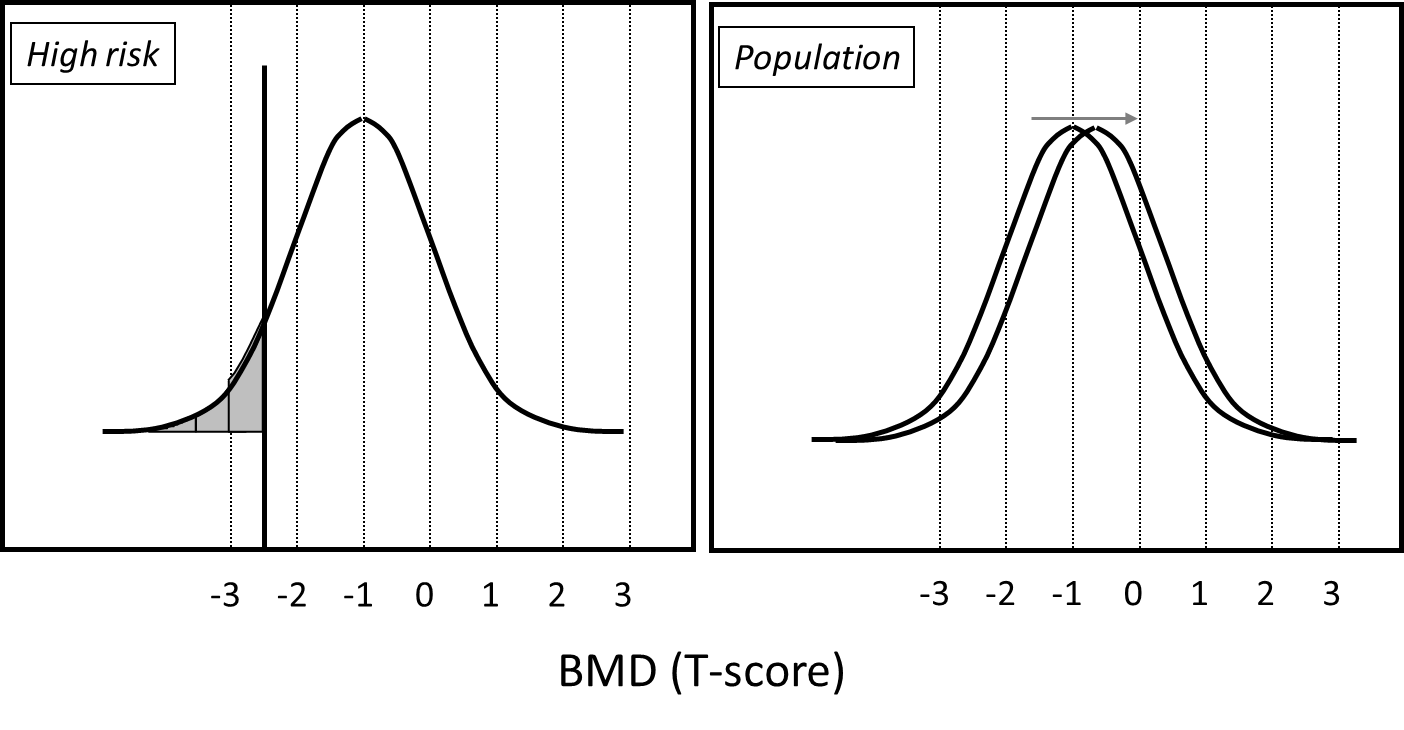 High risk
Population
-3 -2 -1 0 1 2 3
-3 -2 -1 0 1 2 3
BMD (T-score)